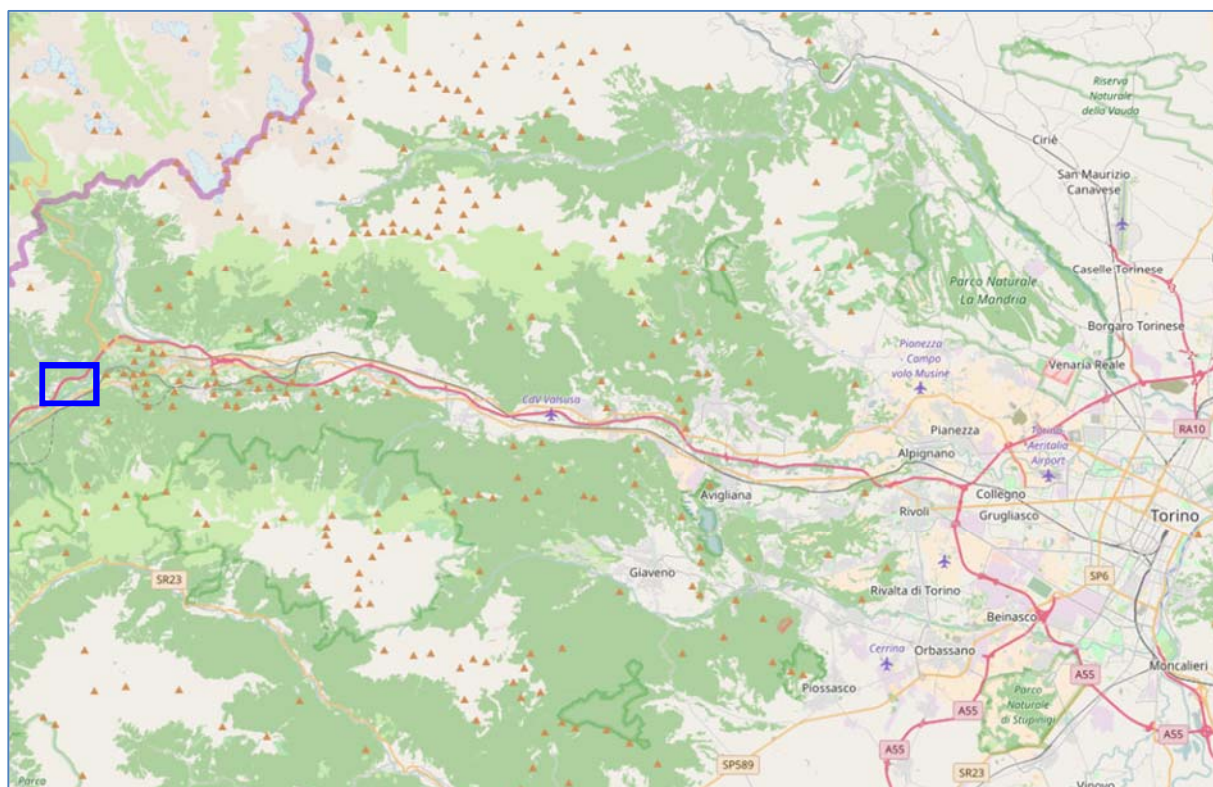 Riserva
Naturale
della Vauda
Ciriè
San Maurizio
Canavese
Caselle Torinese
Parco Naturale
La Mandria
Borgaro Torinese
Pianezza
- Campo
volo Musinè
Venaria Reale
CdV Valsusa
RA10
Pianezza
Torino
Aeritalia
Airport
Alpignano
Avigliana
Collegno
Rivoli
Grugliasco
Torino
Giaveno
SR23
SP6
Rivalta di Torino
Beinasco
Cerrina
Orbassano
Moncalieri
A55
Piossasco
Parco
Naturale
di Stupinigi
A55
A55
A55
SP589
SR23
Parco
Vinovo